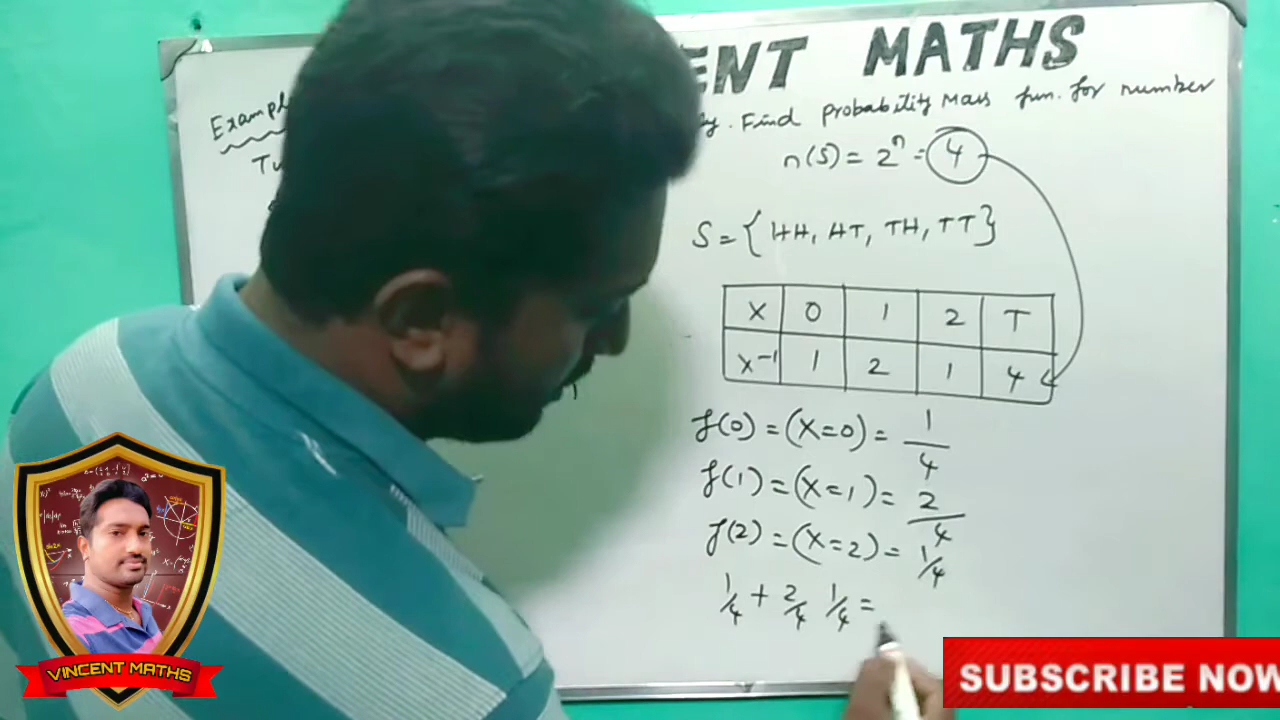 ENT MATHS
Exampl
Find Probability Mass fun. for number
Tu
n(S) = 2ⁿ = 4
S = {HH, HT, TH, TT}
X 0 1 2 T
X⁻¹ 1 2 1 4
f(0) = (X=0) = 1/4
f(1) = (X=1) = 2/4
f(2) = (X=2) = 1/4
1/4 + 2/4 1/4 =
VINCENT MATHS
SUBSCRIBE NOW